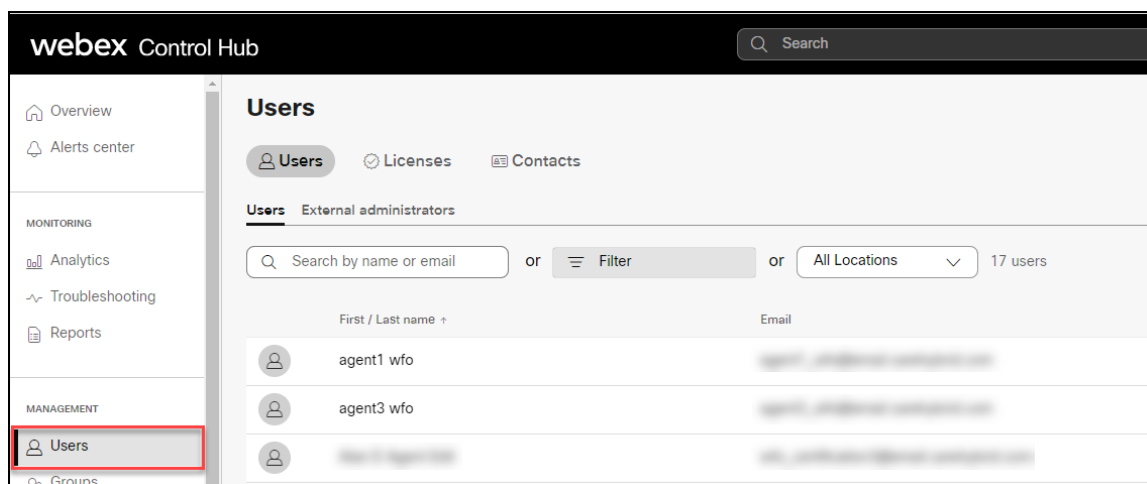 webex Control Hub
Search
Overview
Alerts center
MONITORING
Analytics
Troubleshooting
Reports
MANAGEMENT
Users
Groups
Users
Users Licenses Contacts
Users External administrators
Search by name or email or Filter or All Locations 17 users
First / Last name ↑ Email
agent1 wfo
agent3 wfo